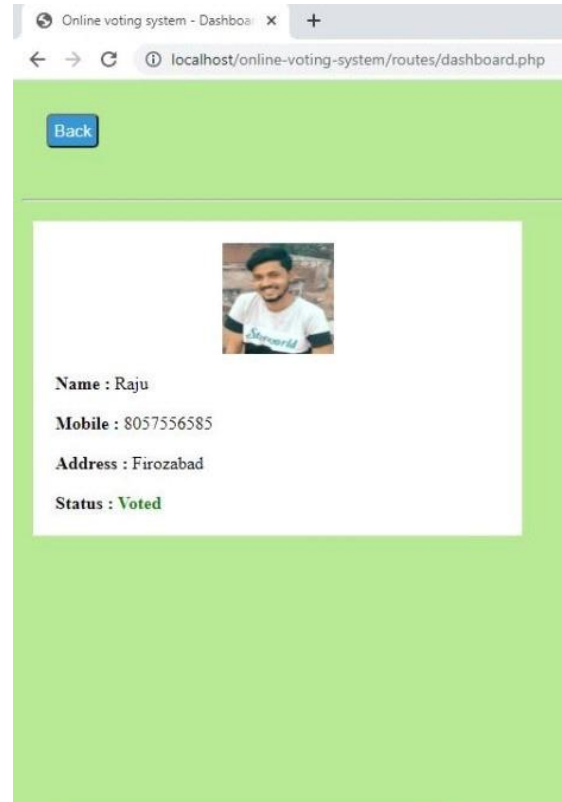 Online voting system - Dashboa
localhost/online-voting-system/routes/dashboard.php
Back
Name : Raju
Mobile : 8057556585
Address : Firozabad
Status : Voted